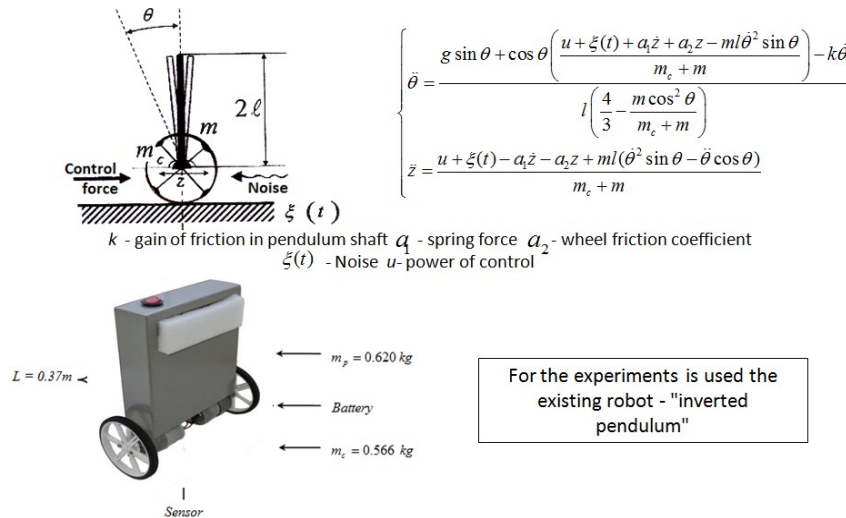 θ
2ℓ
m
m_c
z
Control
force
Noise
ξ (t)
θ̈ = (g sin θ + cos θ ((u + ξ(t) + a₁ż + a₂z − mlθ̇² sin θ) / (m_c + m)) − kθ̇) / (l (4/3 − (m cos² θ) / (m_c + m)))
z̈ = (u + ξ(t) − a₁ż − a₂z + ml(θ̇² sin θ − θ̈ cos θ)) / (m_c + m)
k - gain of friction in pendulum shaft a₁ - spring force a₂ - wheel friction coefficient
ξ(t) - Noise u- power of control
L = 0.37m
m_p = 0.620 kg
Battery
m_c = 0.566 kg
Sensor
For the experiments is used the
existing robot - "inverted
pendulum"